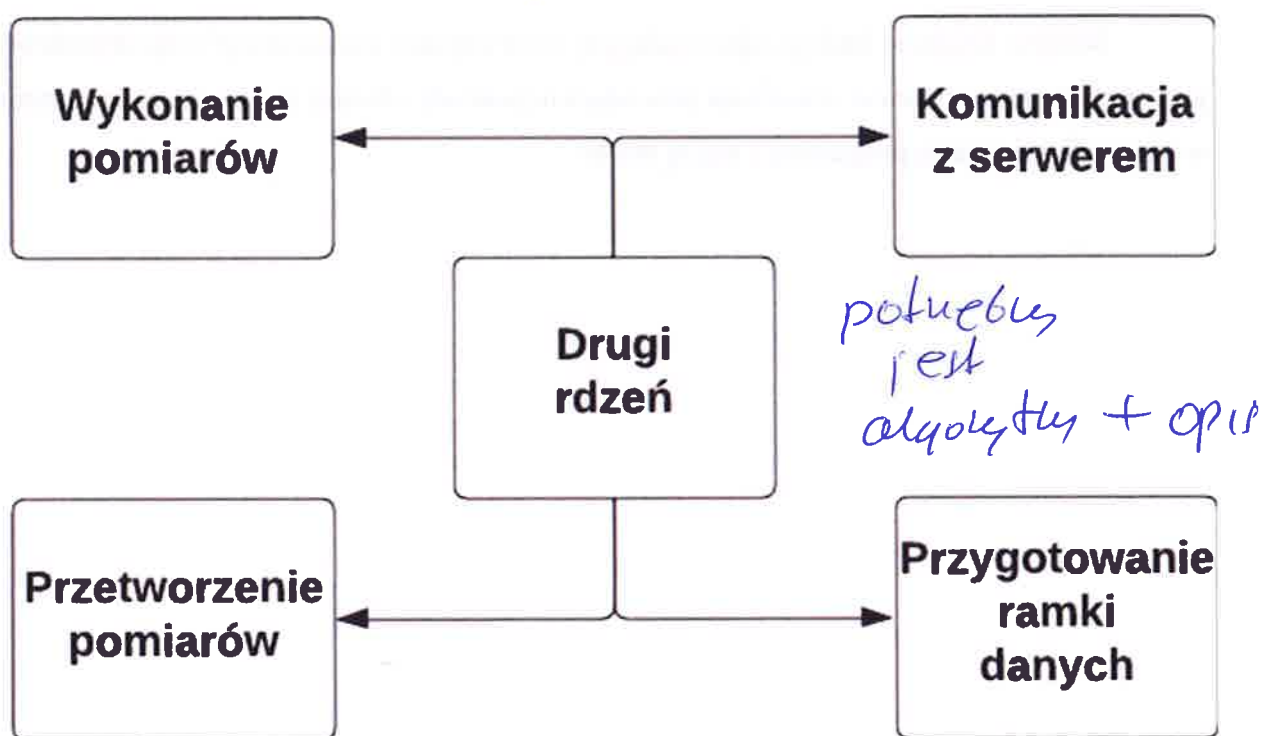 Wykonanie
pomiarów
Komunikacja
z serwerem
Drugi
rdzeń
potrzebny
jest
algorytm + opis
Przetworzenie
pomiarów
Przygotowanie
ramki
danych